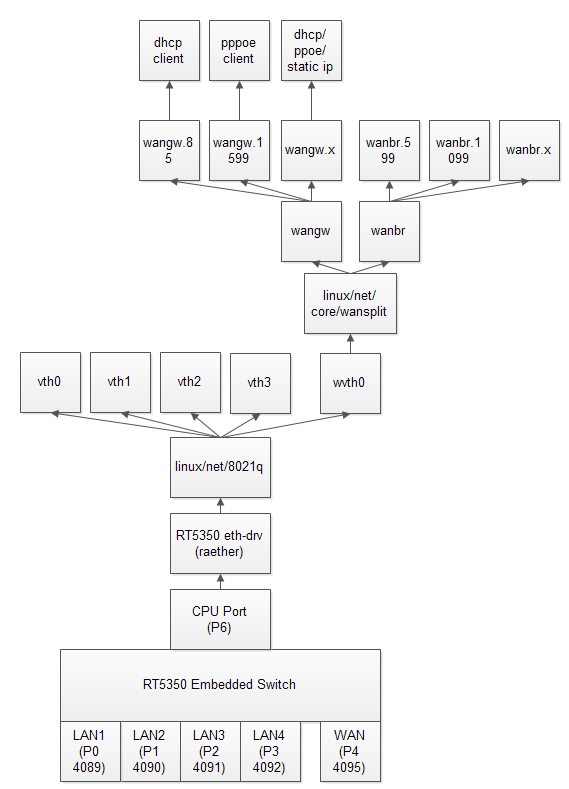 dhcp
client
pppoe
client
dhcp/
ppoe/
static ip
wangw.8
5
wangw.1
599
wangw.x
wanbr.5
99
wanbr.1
099
wanbr.x
wangw
wanbr
linux/net/
core/wansplit
vth0
vth1
vth2
vth3
wvth0
linux/net/8021q
RT5350 eth-drv
(raether)
CPU Port
(P6)
RT5350 Embedded Switch
LAN1
(P0
4089)
LAN2
(P1
4090)
LAN3
(P2
4091)
LAN4
(P3
4092)
WAN
(P4
4095)